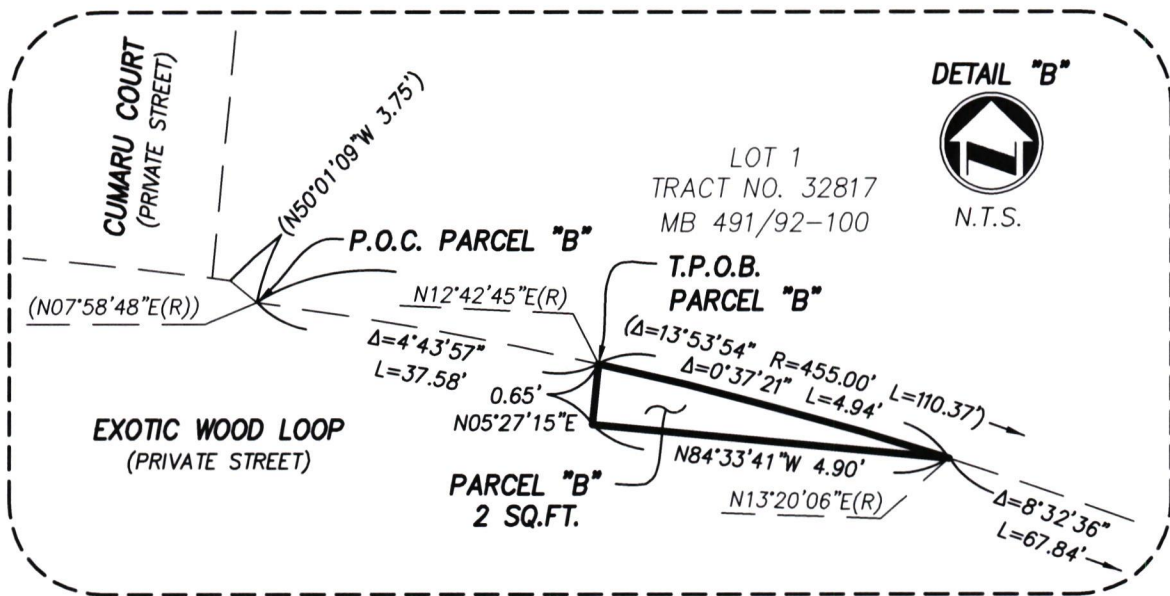 DETAIL "B"
N
N.T.S.
CUMARU COURT
(PRIVATE STREET)
(N50°01'09"W 3.75')
LOT 1
TRACT NO. 32817
MB 491/92-100
P.O.C. PARCEL "B"
T.P.O.B.
PARCEL "B"
(N07°58'48"E(R))
N12°42'45"E(R)
Δ=4°43'57"
L=37.58'
(Δ=13°53'54" R=455.00' L=110.37')
Δ=0°37'21" L=4.94'
0.65'
N05°27'15"E
EXOTIC WOOD LOOP
(PRIVATE STREET)
N84°33'41"W 4.90'
PARCEL "B"
2 SQ.FT.
N13°20'06"E(R)
Δ=8°32'36"
L=67.84'